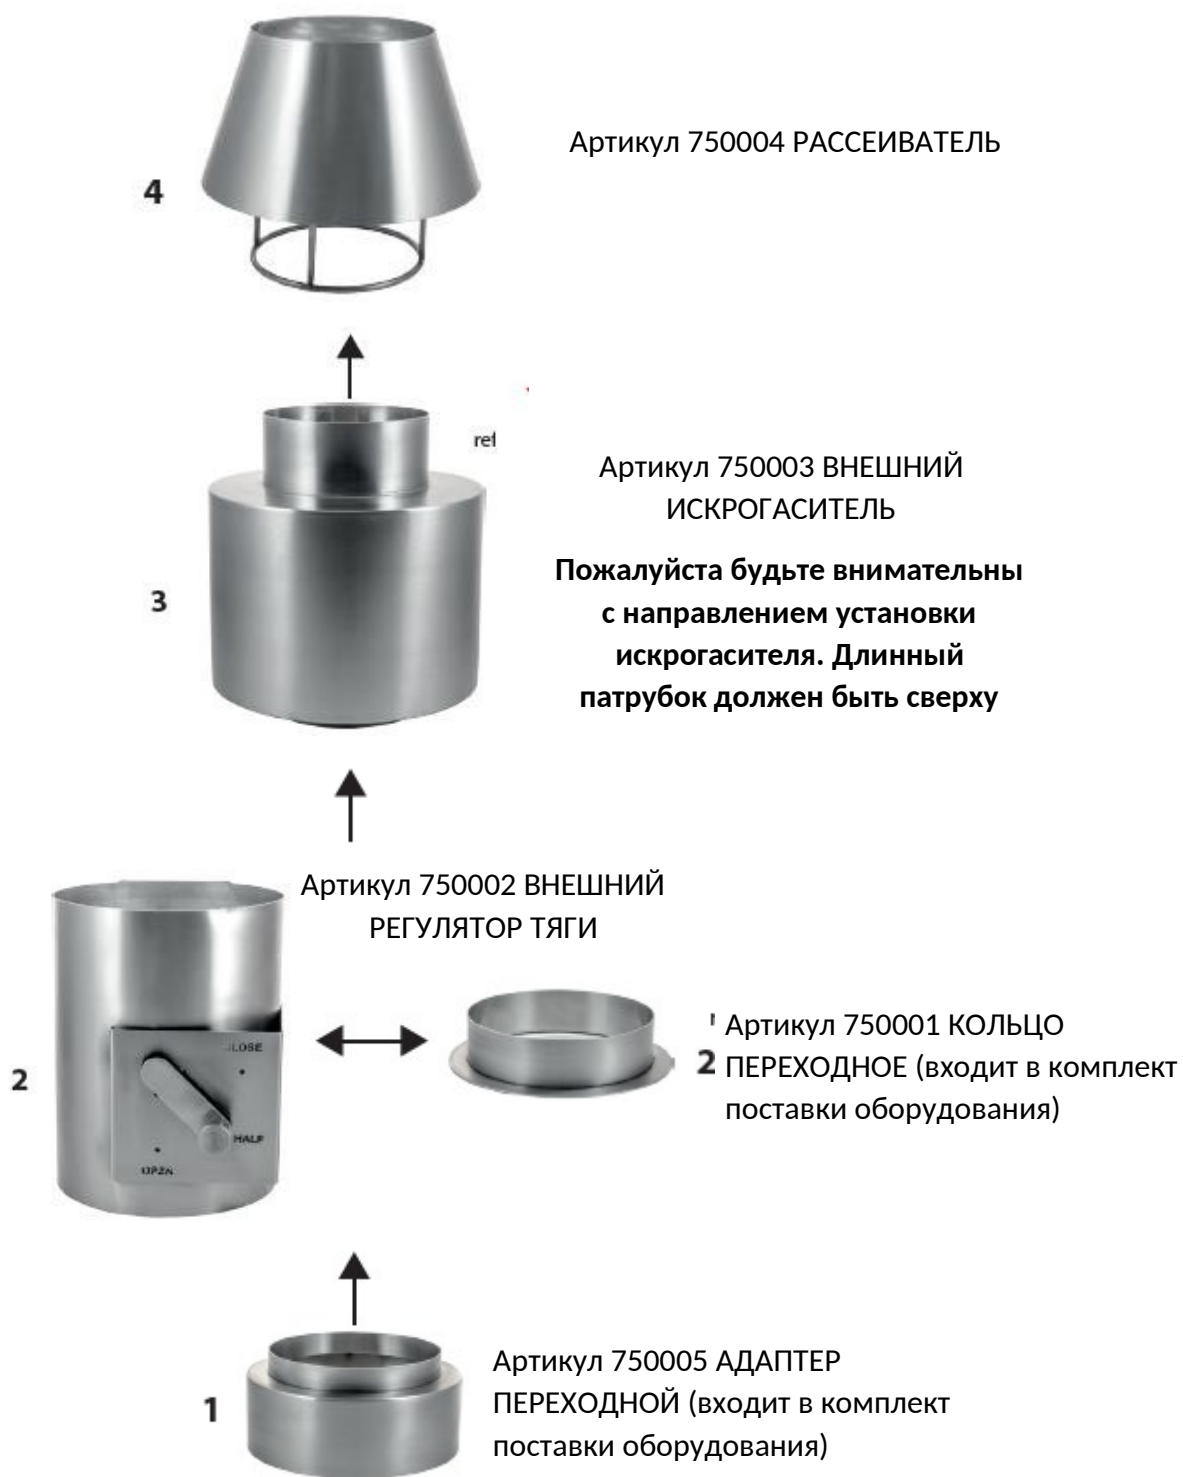 Артикул 750004 РАССЕИВАТЕЛЬ
4
ref
Артикул 750003 ВНЕШНИЙ
ИСКРОГАСИТЕЛЬ
3
Пожалуйста будьте внимательны
с направлением установки
искрогасителя. Длинный
патрубок должен быть сверху
Артикул 750002 ВНЕШНИЙ
РЕГУЛЯТОР ТЯГИ
2
HALF
OPEN
2
Артикул 750001 КОЛЬЦО
ПЕРЕХОДНОЕ (входит в комплект
поставки оборудования)
1
Артикул 750005 АДАПТЕР
ПЕРЕХОДНОЙ (входит в комплект
поставки оборудования)